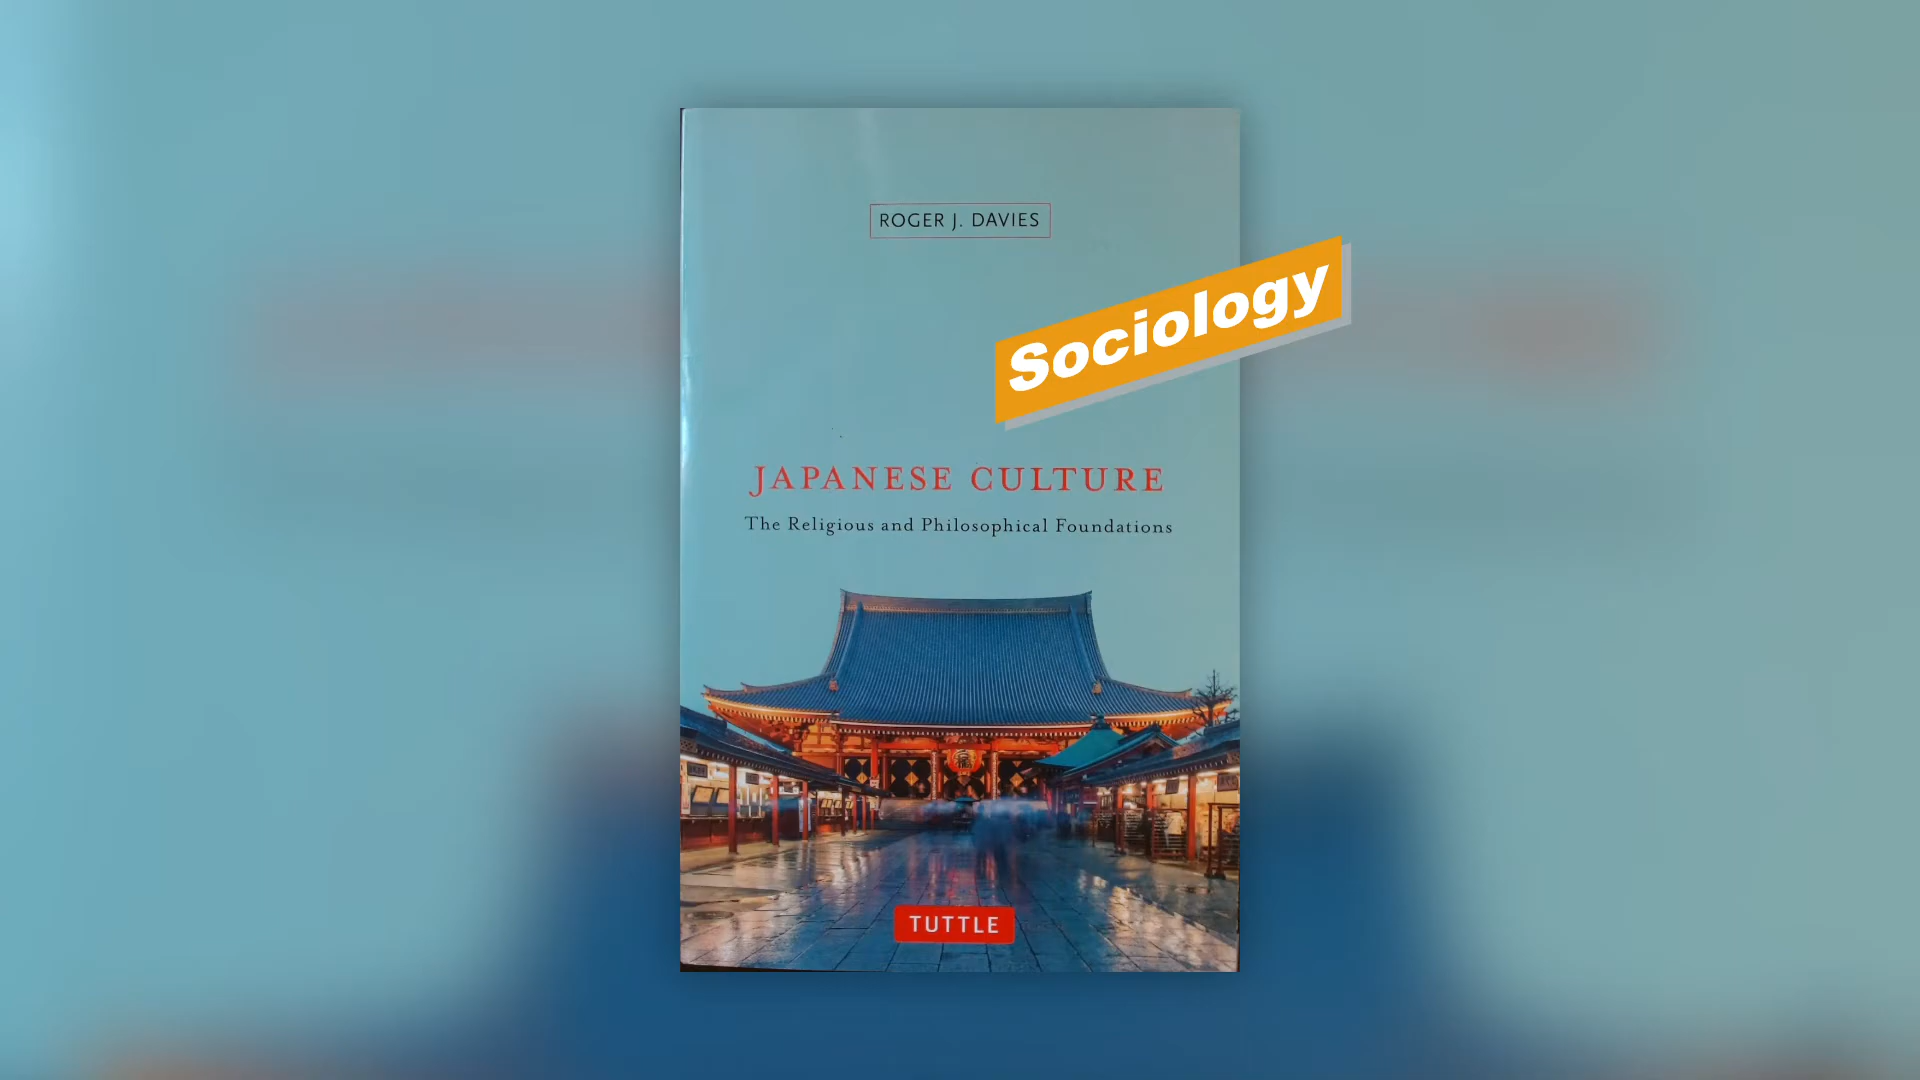 ROGER J. DAVIES
Sociology
JAPANESE CULTURE
The Religious and Philosophical Foundations
TUTTLE